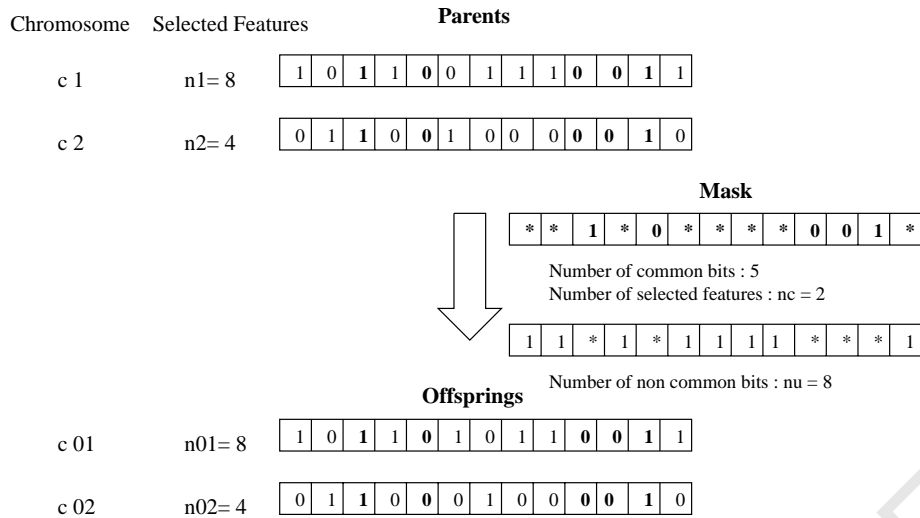 Parents
Chromosome Selected Features
c 1 n1= 8 1 0 1 1 0 0 1 1 1 0 0 1 1
c 2 n2= 4 0 1 1 0 0 1 0 0 0 0 0 1 0
Mask
* * 1 * 0 * * * * 0 0 1 *
Number of common bits : 5
Number of selected features : nc = 2
1 1 * 1 * 1 1 1 1 * * * 1
Number of non common bits : nu = 8
Offsprings
c 01 n01= 8 1 0 1 1 0 1 0 1 1 0 0 1 1
c 02 n02= 4 0 1 1 0 0 0 1 0 0 0 0 1 0